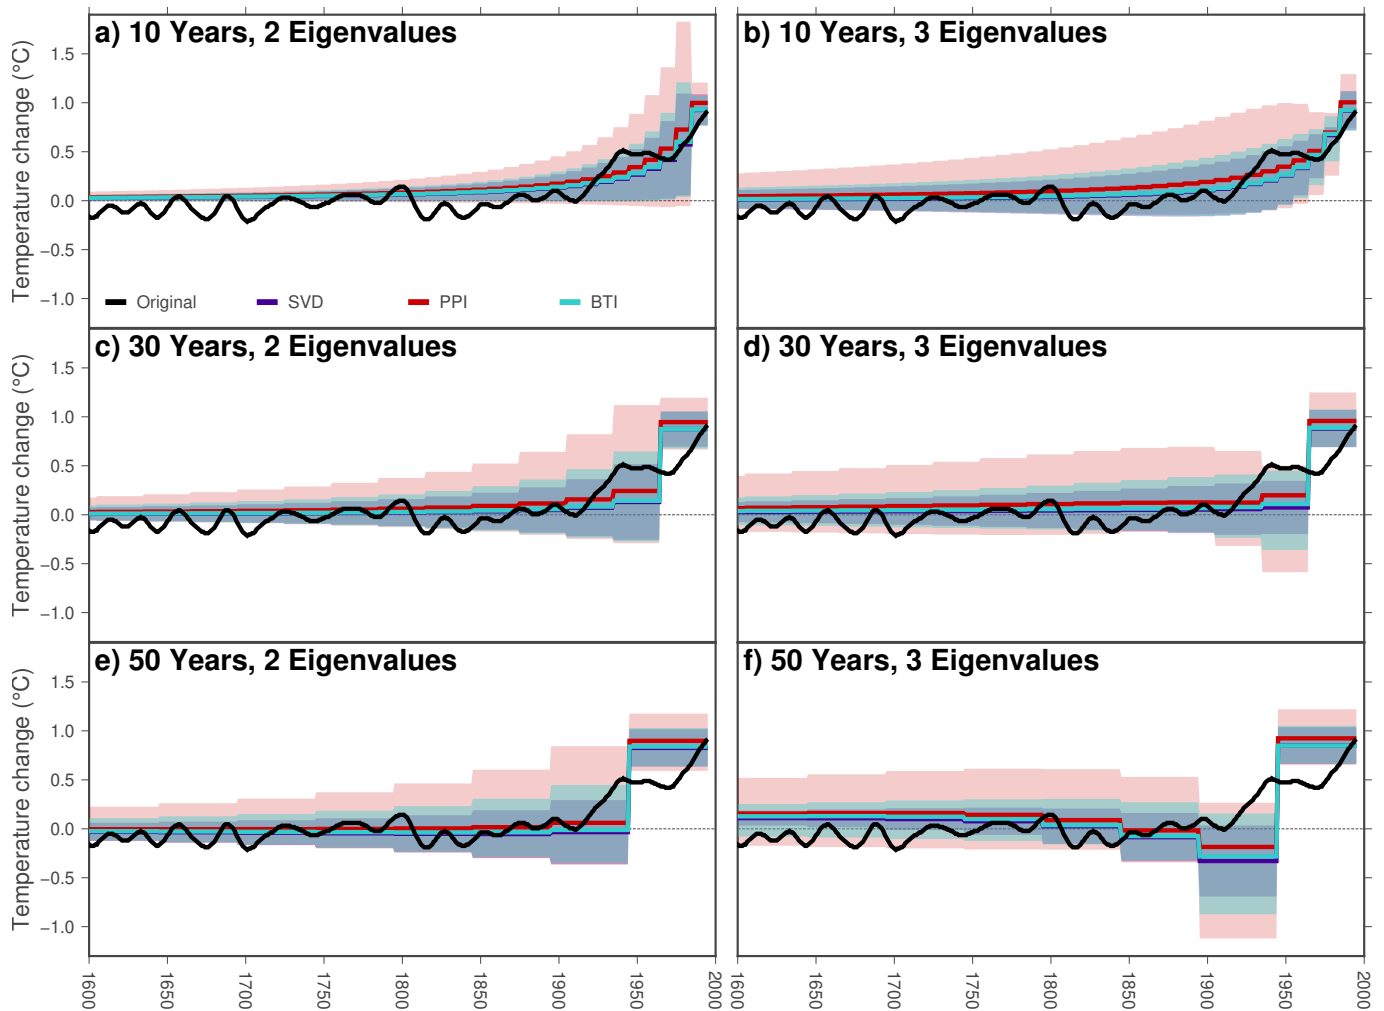 a) 10 Years, 2 Eigenvalues
b) 10 Years, 3 Eigenvalues
Temperature change (°C)
1.5
1.0
0.5
0.0
−0.5
−1.0
Original
SVD
PPI
BTI
c) 30 Years, 2 Eigenvalues
d) 30 Years, 3 Eigenvalues
Temperature change (°C)
1.5
1.0
0.5
0.0
−0.5
−1.0
e) 50 Years, 2 Eigenvalues
f) 50 Years, 3 Eigenvalues
Temperature change (°C)
1.5
1.0
0.5
0.0
−0.5
−1.0
1600
1650
1700
1750
1800
1850
1900
1950
2000
1600
1650
1700
1750
1800
1850
1900
1950
2000